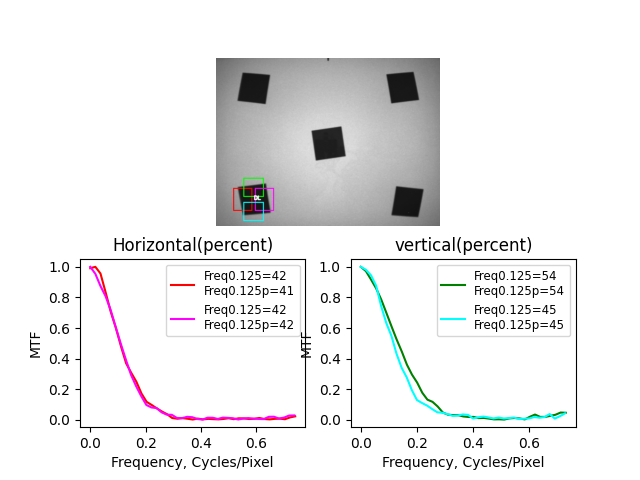 DL
Horizontal(percent)
vertical(percent)
MTF
1.0
0.8
0.6
0.4
0.2
0.0
Freq0.125=42
Freq0.125p=41
Freq0.125=42
Freq0.125p=42
0.0 0.2 0.4 0.6
Frequency, Cycles/Pixel
MTF
1.0
0.8
0.6
0.4
0.2
0.0
Freq0.125=54
Freq0.125p=54
Freq0.125=45
Freq0.125p=45
0.0 0.2 0.4 0.6
Frequency, Cycles/Pixel